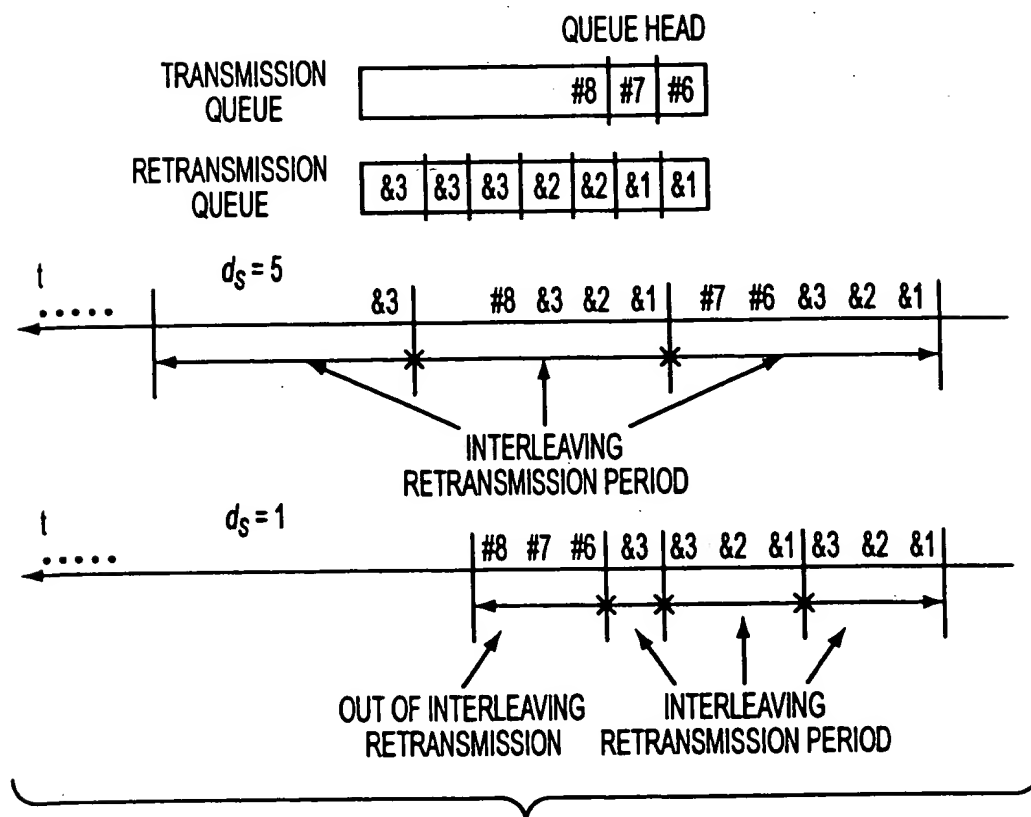 QUEUE HEAD
TRANSMISSION
QUEUE
#8 #7 #6
RETRANSMISSION
QUEUE
&3 &3 &3 &2 &2 &1 &1
t
.....
ds = 5
&3 #8 &3 &2 &1 #7 #6 &3 &2 &1
INTERLEAVING
RETRANSMISSION PERIOD
t
.....
ds = 1
#8 #7 #6 &3 &3 &2 &1 &3 &2 &1
OUT OF INTERLEAVING
RETRANSMISSION
INTERLEAVING
RETRANSMISSION PERIOD